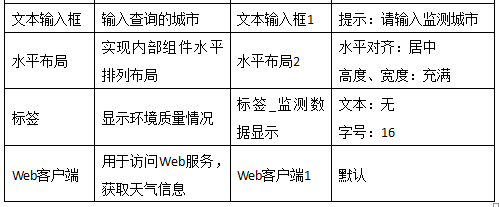 文本输入框 输入查询的城市 文本输入框1 提示：请输入监测城市
水平布局 实现内部组件水平排列布局 水平布局2 水平对齐：居中
高度、宽度：充满
标签 显示环境质量情况 标签_监测数据显示 文本：无
字号：16
Web客户端 用于访问Web服务，获取天气信息 Web客户端1 默认